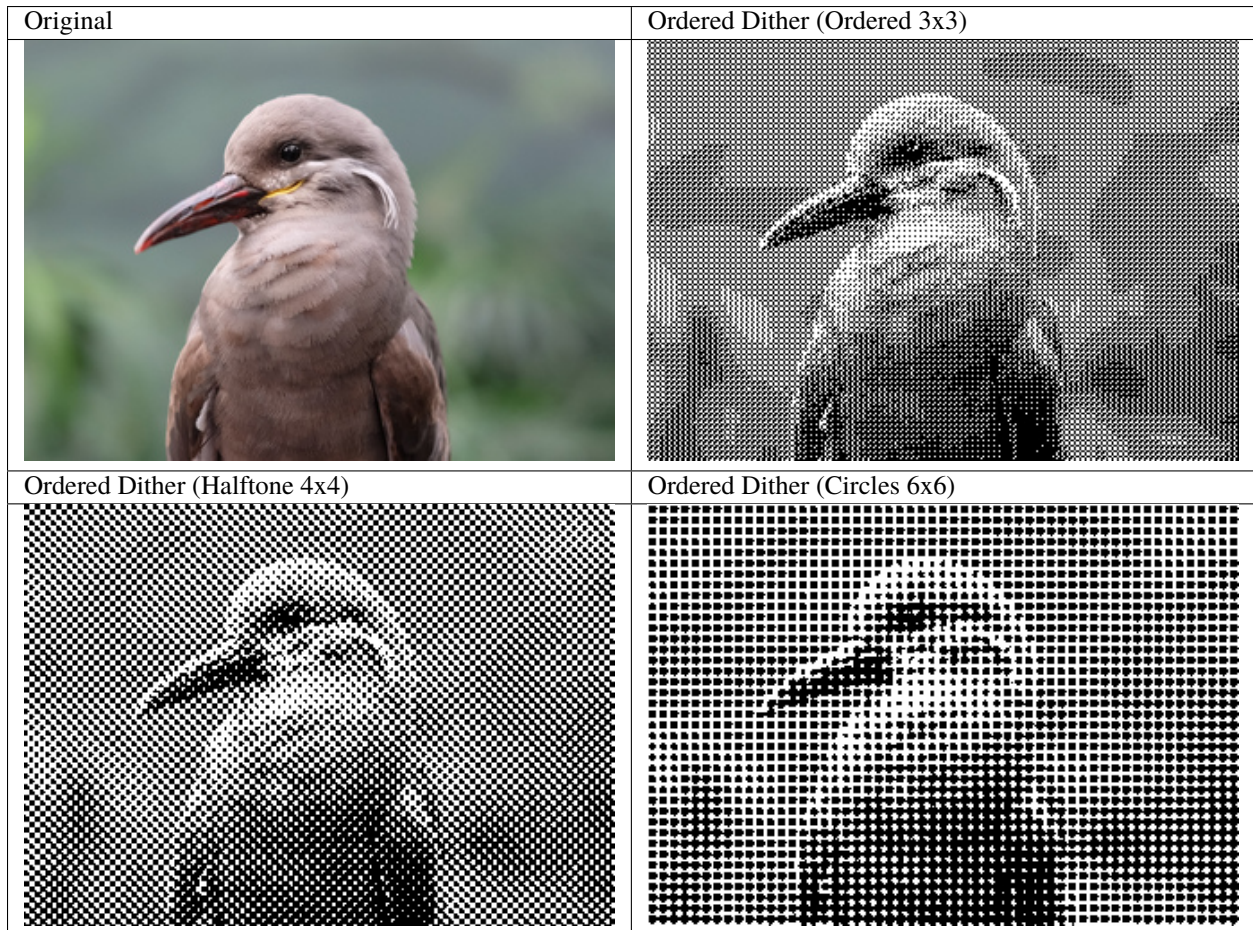 Original
Ordered Dither (Ordered 3x3)
Ordered Dither (Halftone 4x4)
Ordered Dither (Circles 6x6)